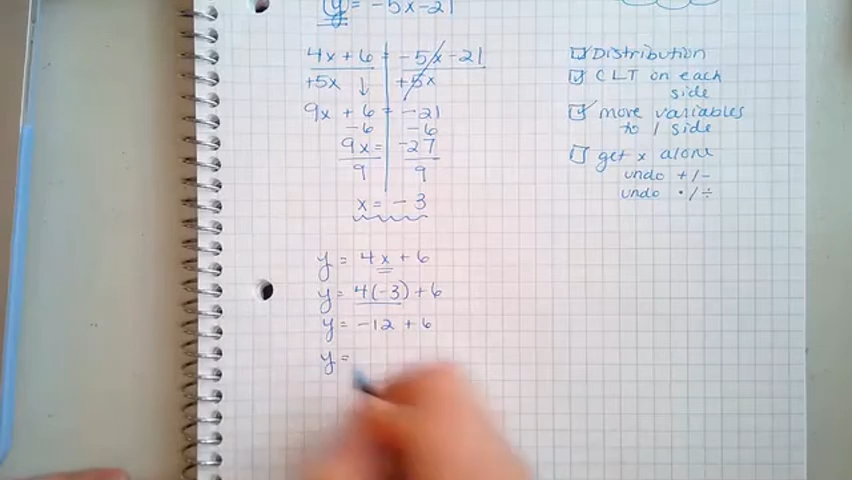 y = -5x-21
4x + 6 = -5x -21
+5x ↓ +5x
9x + 6 = -21
-6 -6
9x = -27
9 9
x = -3
y = 4x + 6
y = 4(-3) + 6
y = -12 + 6
y =
Distribution
CLT on each
side
move variables
to 1 side
get x alone
undo +/-
undo •/÷